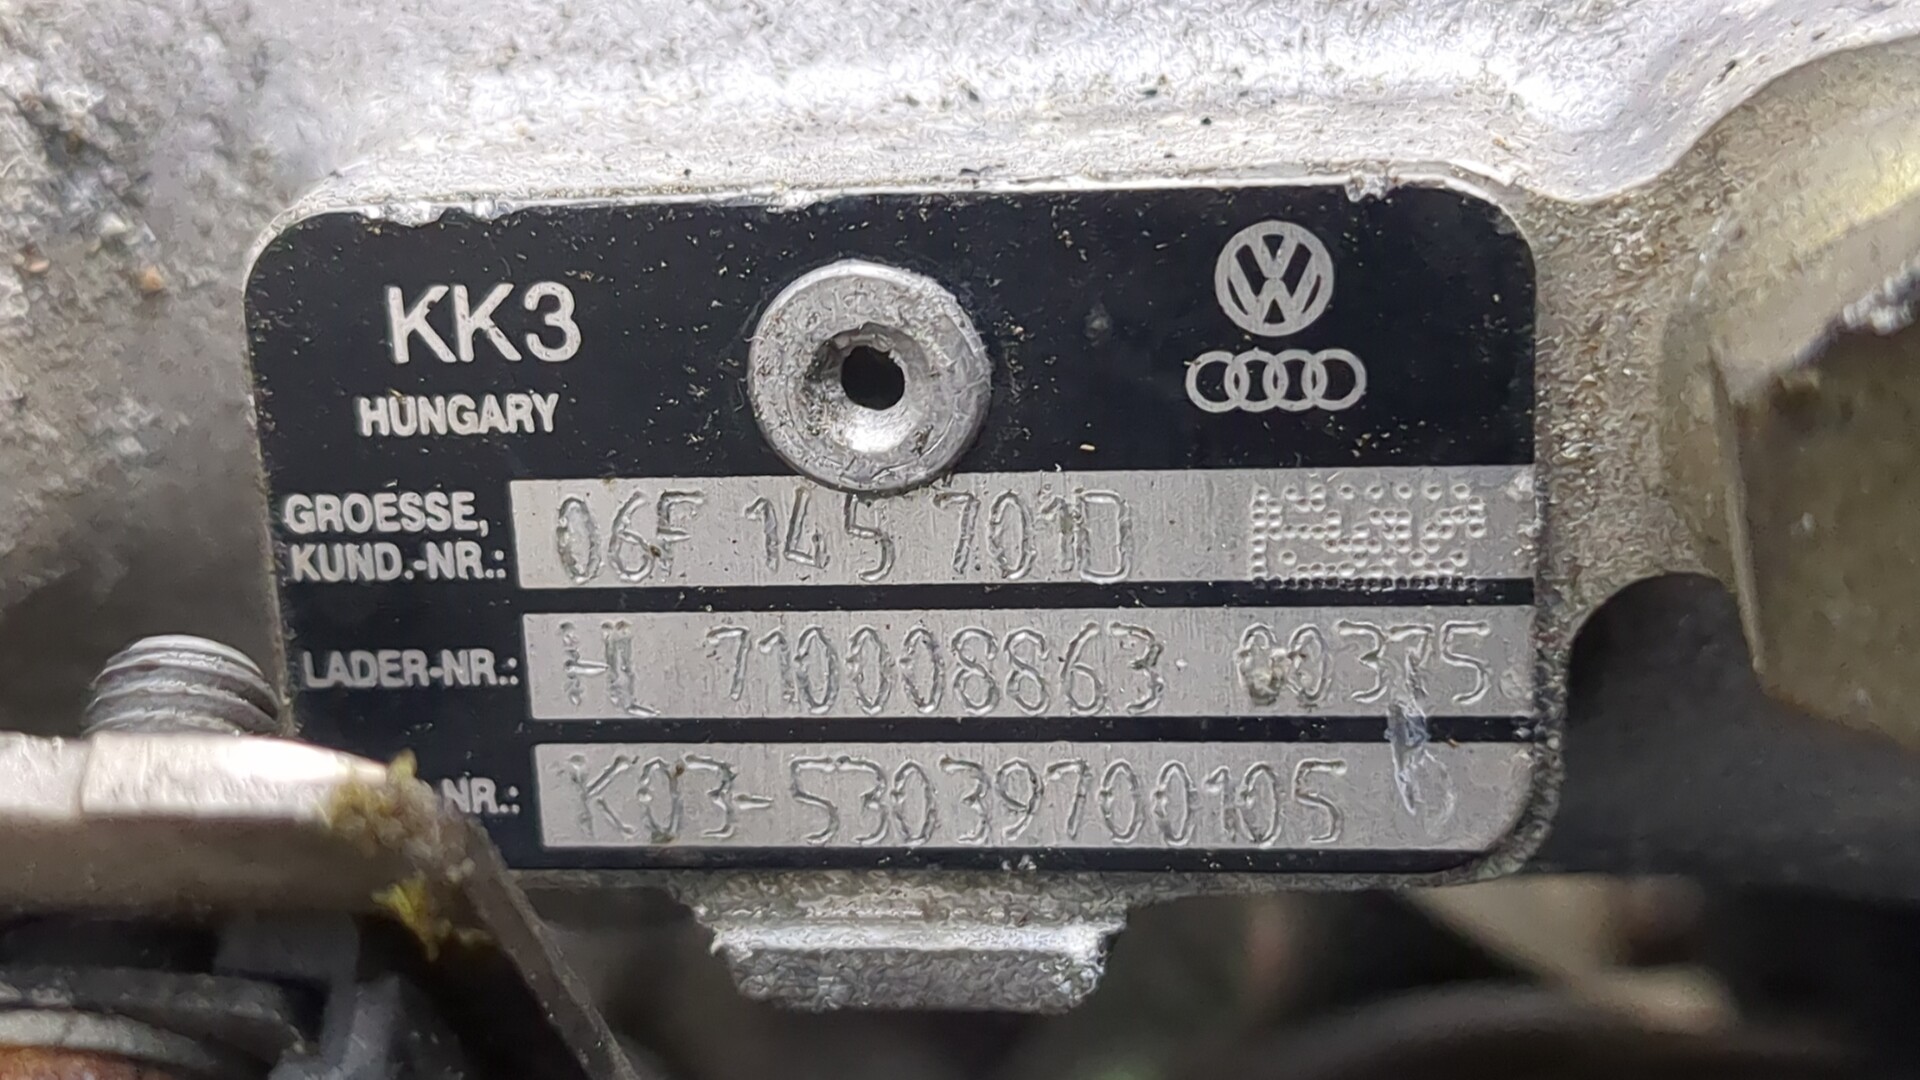 KK3
HUNGARY
GROESSE,
KUND.-NR.: 06F 145 701D
LADER-NR.: HL 710008863 00375
NR.: K03-53039700105